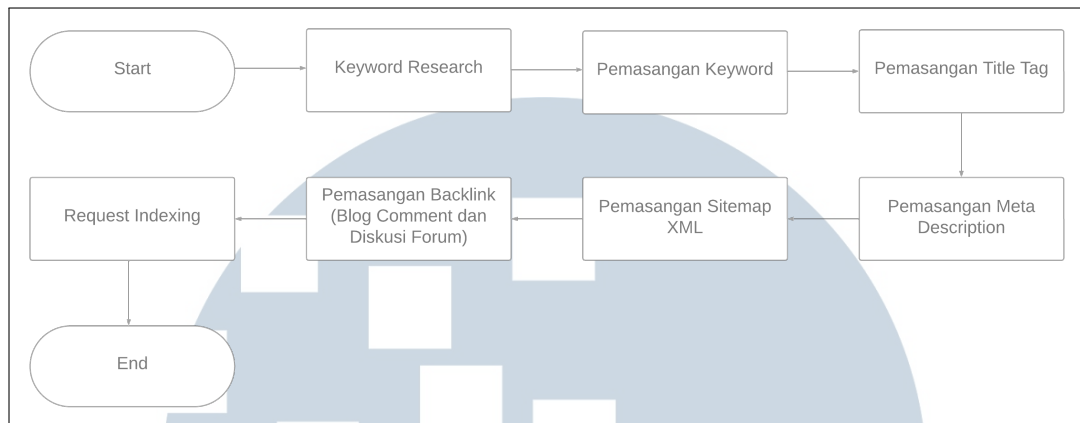 Start
Keyword Research
Pemasangan Keyword
Pemasangan Title Tag
Pemasangan Meta
Description
Pemasangan Sitemap
XML
Pemasangan Backlink
(Blog Comment dan
Diskusi Forum)
Request Indexing
End